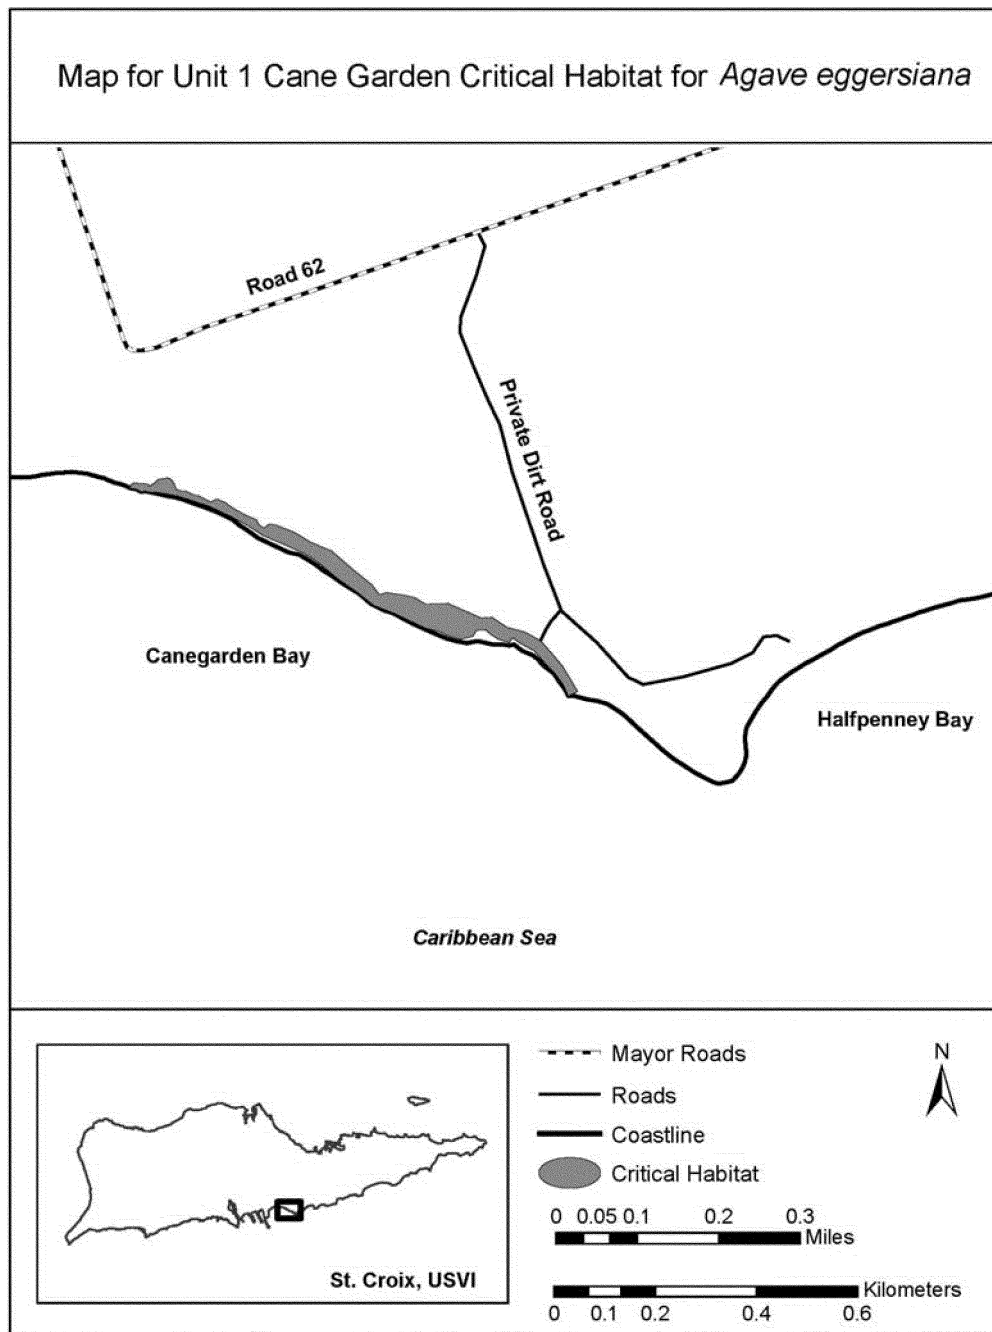 Map for Unit 1 Cane Garden Critical Habitat for Agave eggersiana
Road 62
Private Dirt Road
Canegarden Bay
Halfpenney Bay
Caribbean Sea
St. Croix, USVI
Mayor Roads
Roads
Coastline
Critical Habitat
N
0 0.05 0.1 0.2 0.3
Miles
Kilometers
0 0.1 0.2 0.4 0.6